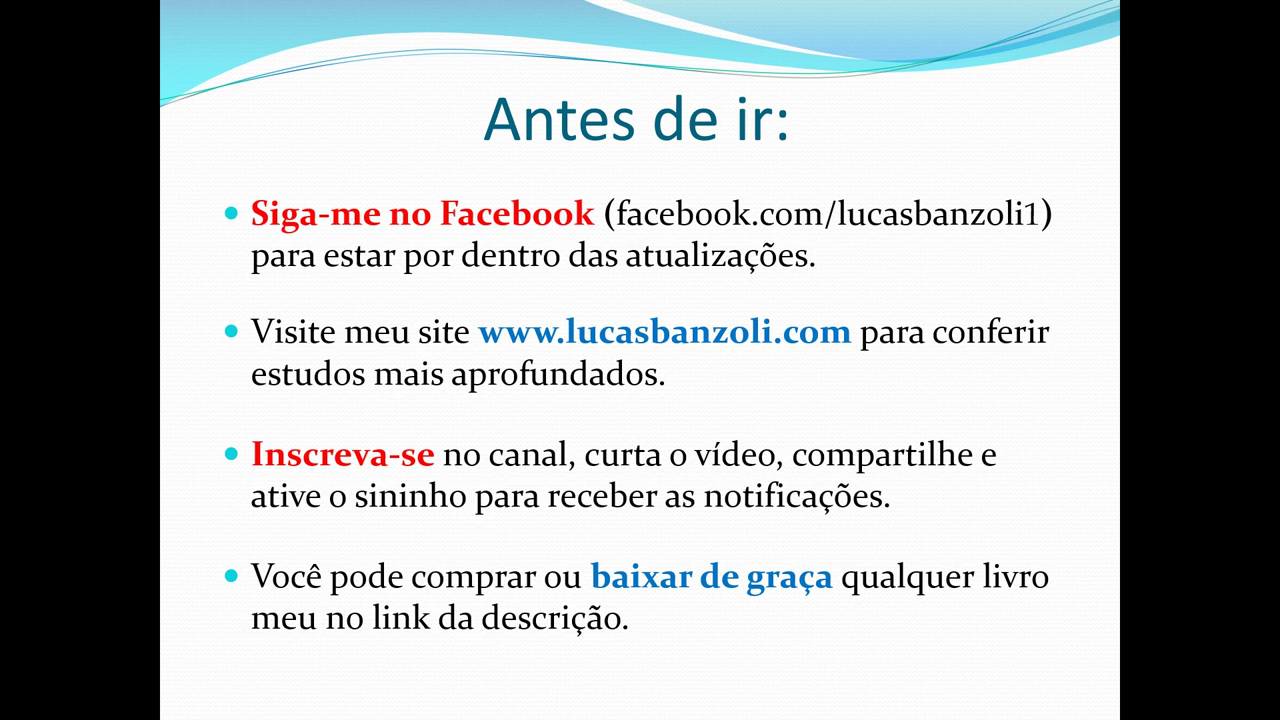 Antes de ir:
• Siga-me no Facebook (facebook.com/lucasbanzoli1)
para estar por dentro das atualizações.
• Visite meu site www.lucasbanzoli.com para conferir
estudos mais aprofundados.
• Inscreva-se no canal, curta o vídeo, compartilhe e
ative o sininho para receber as notificações.
• Você pode comprar ou baixar de graça qualquer livro
meu no link da descrição.